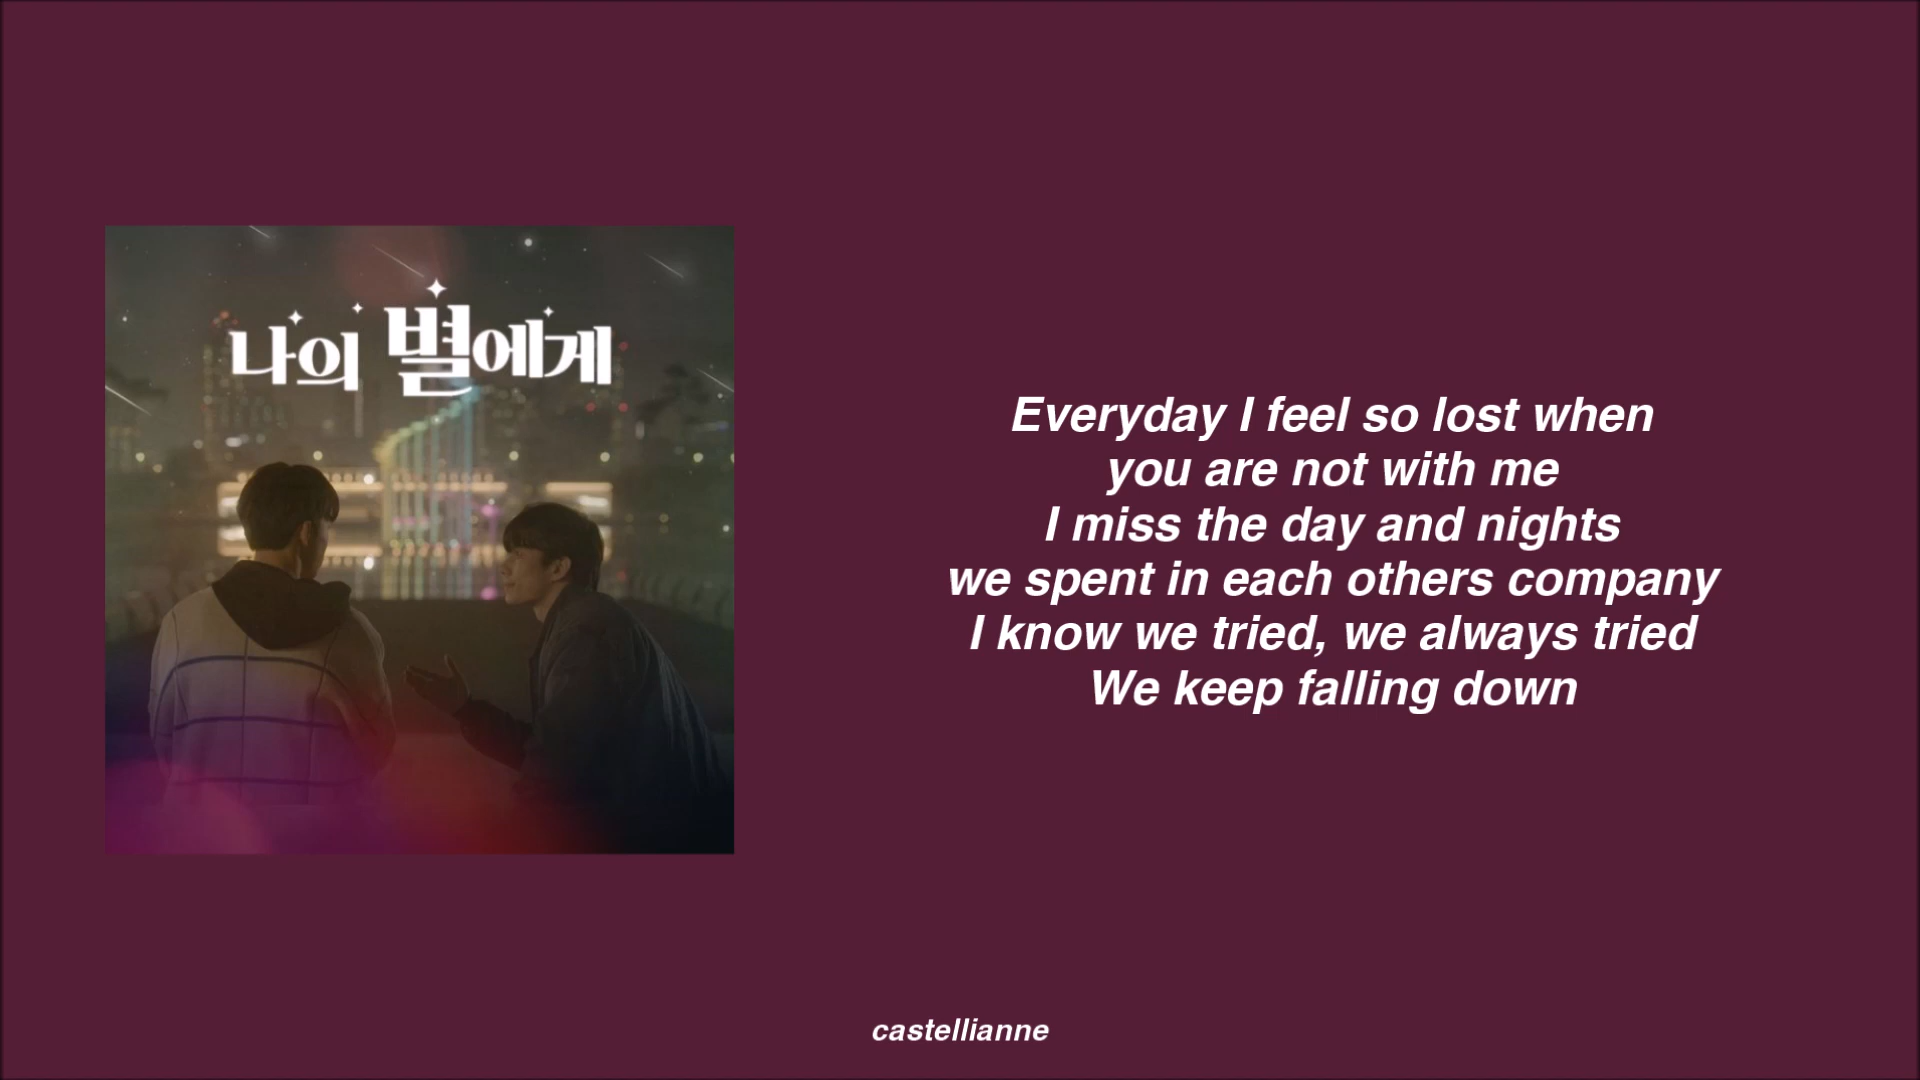 나의 별에게
Everyday I feel so lost when
you are not with me
I miss the day and nights
we spent in each others company
I know we tried, we always tried
We keep falling down
castellianne